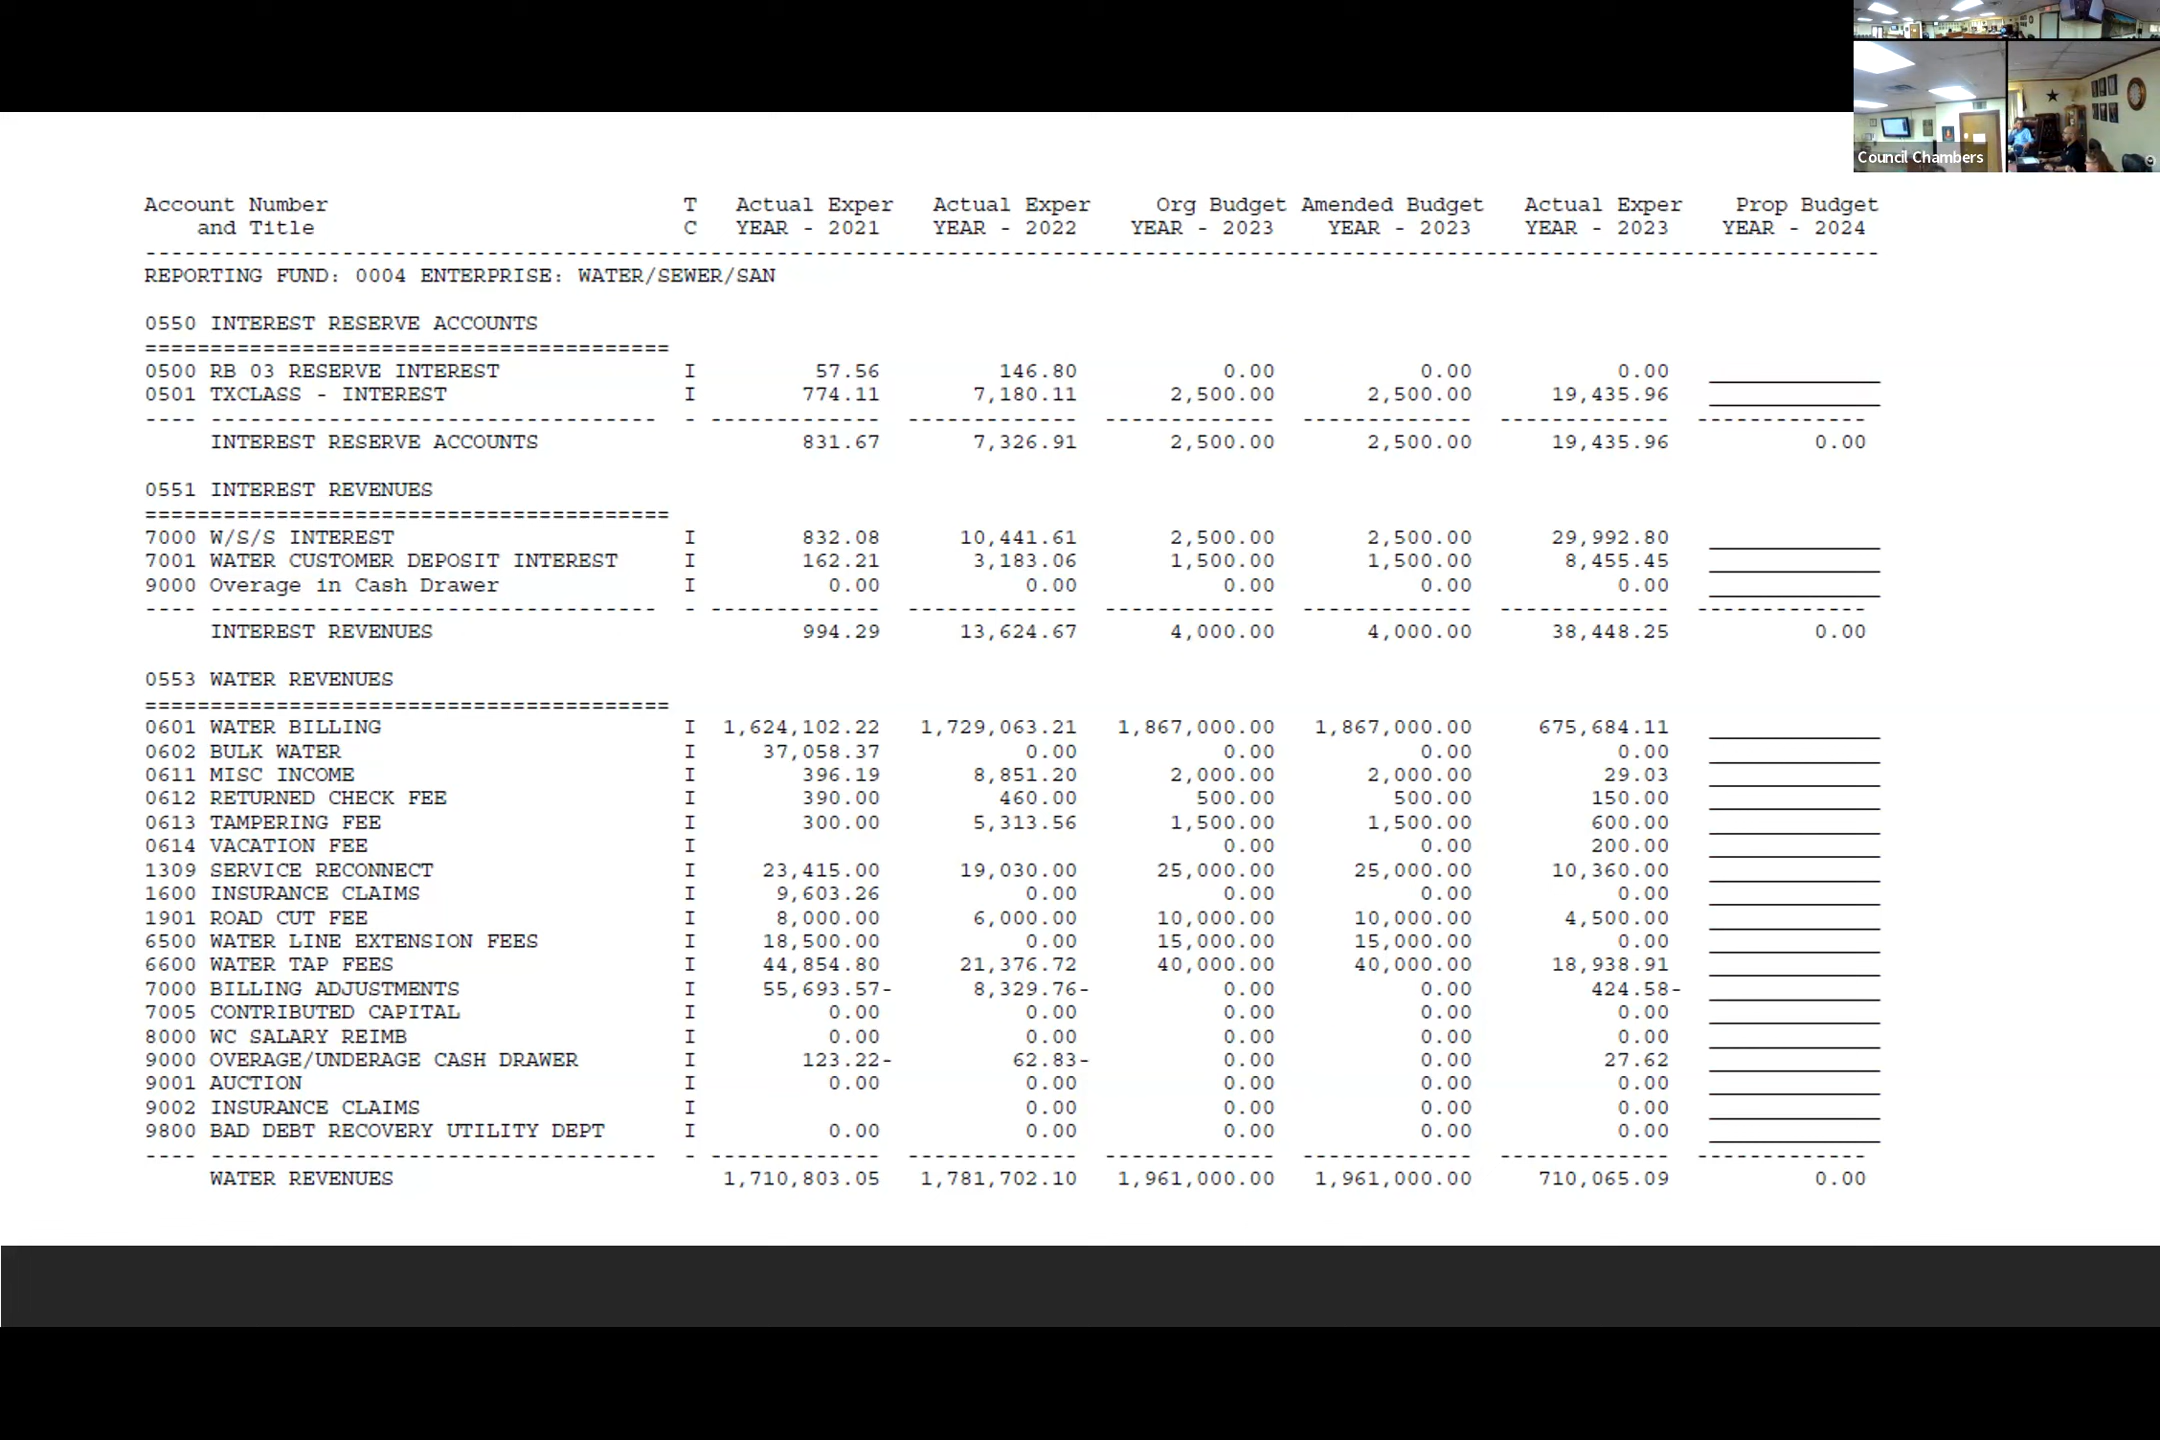 Council Chambers
Account Number T Actual Exper Actual Exper Org Budget Amended Budget Actual Exper Prop Budget
and Title C YEAR - 2021 YEAR - 2022 YEAR - 2023 YEAR - 2023 YEAR - 2023 YEAR - 2024
REPORTING FUND: 0004 ENTERPRISE: WATER/SEWER/SAN
0550 INTEREST RESERVE ACCOUNTS
0500 RB 03 RESERVE INTEREST I 57.56 146.80 0.00 0.00 0.00
0501 TXCLASS - INTEREST I 774.11 7,180.11 2,500.00 2,500.00 19,435.96
INTEREST RESERVE ACCOUNTS 831.67 7,326.91 2,500.00 2,500.00 19,435.96 0.00
0551 INTEREST REVENUES
7000 W/S/S INTEREST I 832.08 10,441.61 2,500.00 2,500.00 29,992.80
7001 WATER CUSTOMER DEPOSIT INTEREST I 162.21 3,183.06 1,500.00 1,500.00 8,455.45
9000 Overage in Cash Drawer I 0.00 0.00 0.00 0.00 0.00
INTEREST REVENUES 994.29 13,624.67 4,000.00 4,000.00 38,448.25 0.00
0553 WATER REVENUES
0601 WATER BILLING I 1,624,102.22 1,729,063.21 1,867,000.00 1,867,000.00 675,684.11
0602 BULK WATER I 37,058.37 0.00 0.00 0.00 0.00
0611 MISC INCOME I 396.19 8,851.20 2,000.00 2,000.00 29.03
0612 RETURNED CHECK FEE I 390.00 460.00 500.00 500.00 150.00
0613 TAMPERING FEE I 300.00 5,313.56 1,500.00 1,500.00 600.00
0614 VACATION FEE I 0.00 0.00 200.00
1309 SERVICE RECONNECT I 23,415.00 19,030.00 25,000.00 25,000.00 10,360.00
1600 INSURANCE CLAIMS I 9,603.26 0.00 0.00 0.00 0.00
1901 ROAD CUT FEE I 8,000.00 6,000.00 10,000.00 10,000.00 4,500.00
6500 WATER LINE EXTENSION FEES I 18,500.00 0.00 15,000.00 15,000.00 0.00
6600 WATER TAP FEES I 44,854.80 21,376.72 40,000.00 40,000.00 18,938.91
7000 BILLING ADJUSTMENTS I 55,693.57- 8,329.76- 0.00 0.00 424.58-
7005 CONTRIBUTED CAPITAL I 0.00 0.00 0.00 0.00 0.00
8000 WC SALARY REIMB I 0.00 0.00 0.00 0.00 0.00
9000 OVERAGE/UNDERAGE CASH DRAWER I 123.22- 62.83- 0.00 0.00 27.62
9001 AUCTION I 0.00 0.00 0.00 0.00 0.00
9002 INSURANCE CLAIMS I 0.00 0.00 0.00 0.00
9800 BAD DEBT RECOVERY UTILITY DEPT I 0.00 0.00 0.00 0.00 0.00
WATER REVENUES 1,710,803.05 1,781,702.10 1,961,000.00 1,961,000.00 710,065.09 0.00